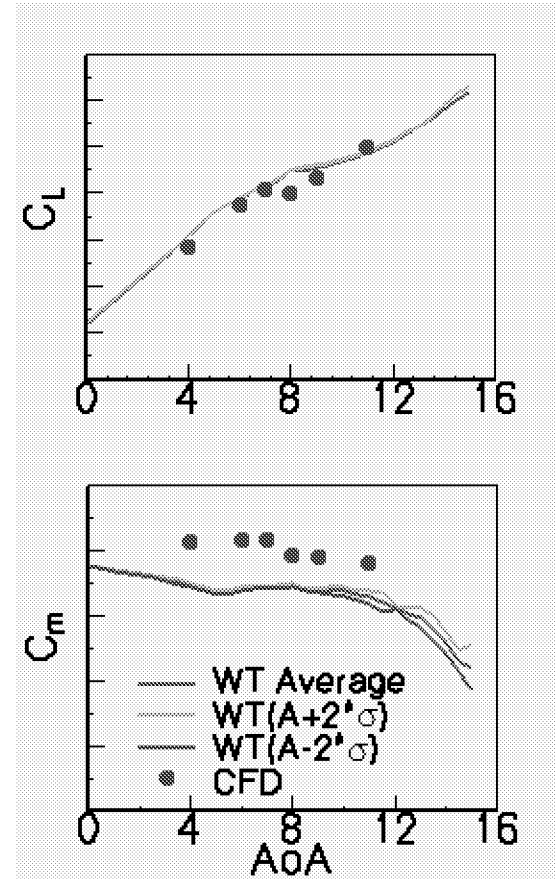 C_L
0 4 8 12 16
C_m
WT Average
WT(A+2*σ)
WT(A-2*σ)
CFD
0 4 8 12 16
AoA